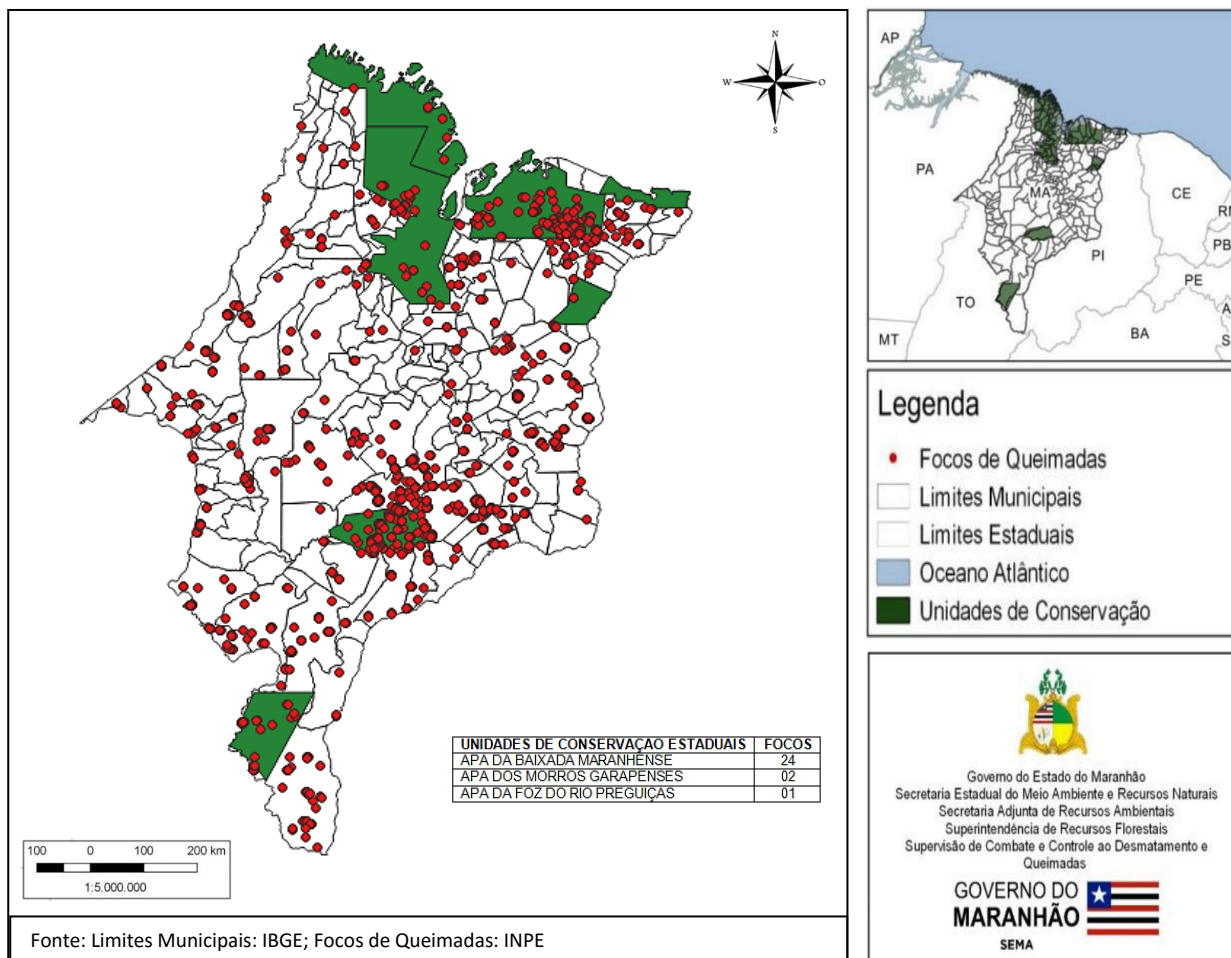 N
W
O
S
UNIDADES DE CONSERVAÇAO ESTADUAIS FOCOS
APA DA BAIXADA MARANHENSE 24
APA DOS MORROS GARAPENSES 02
APA DA FOZ DO RIO PREGUIÇAS 01
100 0 100 200 km
1:5.000.000
Fonte: Limites Municipais: IBGE; Focos de Queimadas: INPE
AP
PA
MA
CE
RN
PB
PI
PE
TO
A
BA
MT
S
Legenda
Focos de Queimadas
Limites Municipais
Limites Estaduais
Oceano Atlântico
Unidades de Conservação
Governo do Estado do Maranhão
Secretaria Estadual do Meio Ambiente e Recursos Naturais
Secretaria Adjunta de Recursos Ambientais
Superintendência de Recursos Florestais
Supervisão de Combate e Controle ao Desmatamento e
Queimadas
GOVERNO DO
MARANHÃO
SEMA